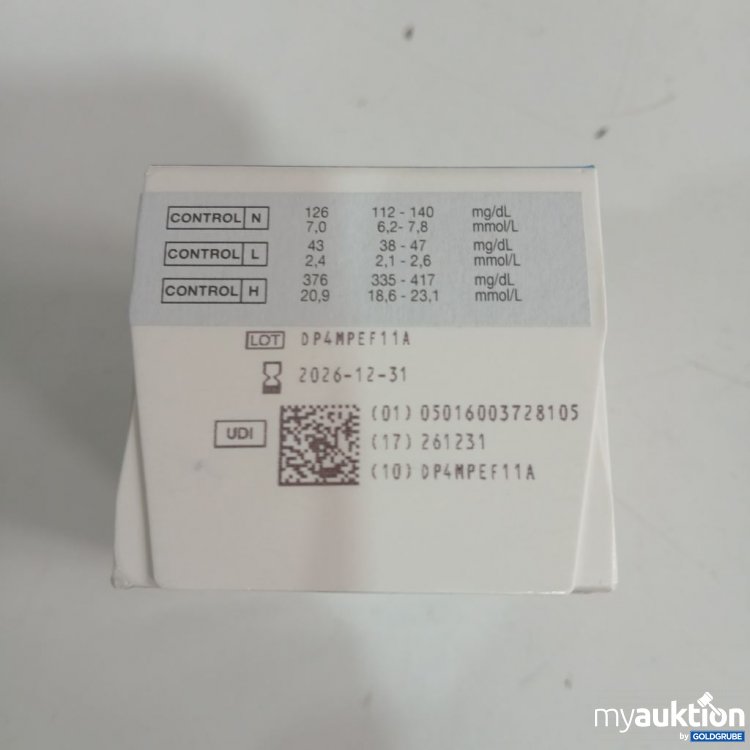 CONTROL N 126 112 - 140 mg/dL
7,0 6,2- 7,8 mmol/L
CONTROL L 43 38 - 47 mg/dL
2,4 2,1 - 2,6 mmol/L
CONTROL H 376 335 - 417 mg/dL
20,9 18,6 - 23,1 mmol/L
LOT DP4MPEF11A
2026-12-31
UDI (01) 05016003728105
(17) 261231
(10) DP4MPEF11A
myauktion
by GOLDGRUBE